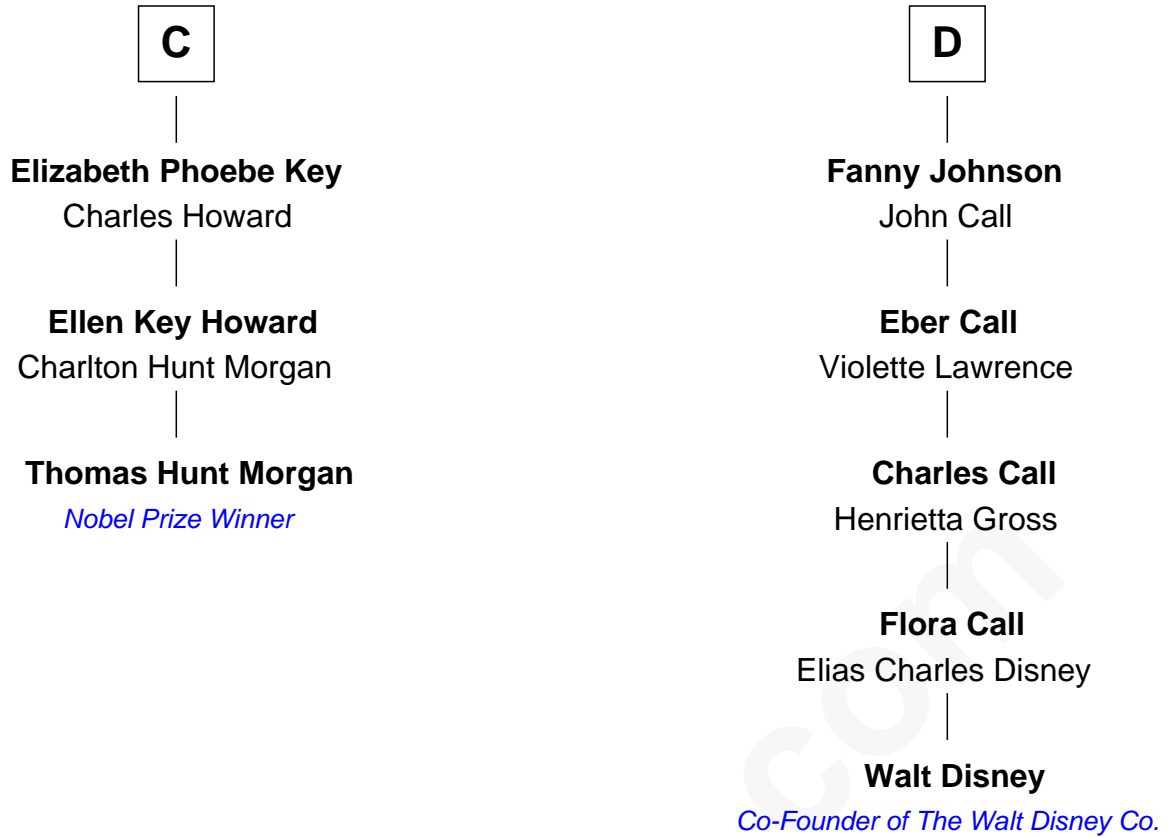 C
Elizabeth Phoebe Key
Charles Howard
Ellen Key Howard
Charlton Hunt Morgan
Thomas Hunt Morgan
Nobel Prize Winner
D
Fanny Johnson
John Call
Eber Call
Violette Lawrence
Charles Call
Henrietta Gross
Flora Call
Elias Charles Disney
Walt Disney
Co-Founder of The Walt Disney Co.
com